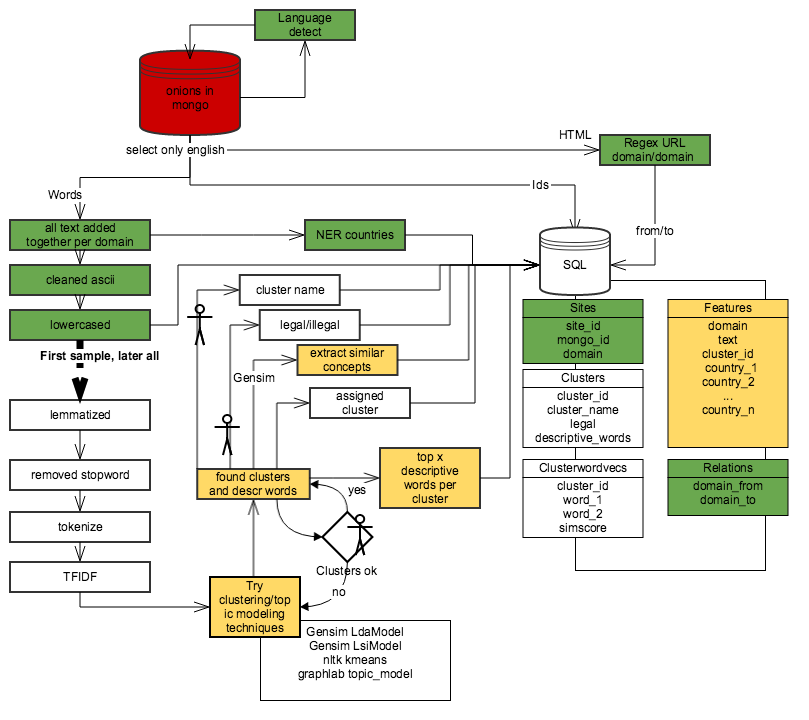 Language
detect
onions in
mongo
select only english
HTML
Regex URL
domain/domain
Ids
Words
from/to
all text added
together per domain
NER countries
SQL
cleaned ascii
cluster name
lowercased
legal/illegal
First sample, later all
extract similar
concepts
Gensim
assigned
cluster
Sites
site_id
mongo_id
domain
Features
domain
text
cluster_id
country_1
country_2
...
country_n
Clusters
cluster_id
cluster_name
legal
descriptive_words
lemmatized
removed stopword
found clusters
and descr words
yes
top x
descriptive
words per
cluster
Clusterwordvecs
cluster_id
word_1
word_2
simscore
Relations
domain_from
domain_to
tokenize
Clusters ok
no
TFIDF
Try
clustering/top
ic modeling
techniques
Gensim LdaModel
Gensim LsiModel
nltk kmeans
graphlab topic_model